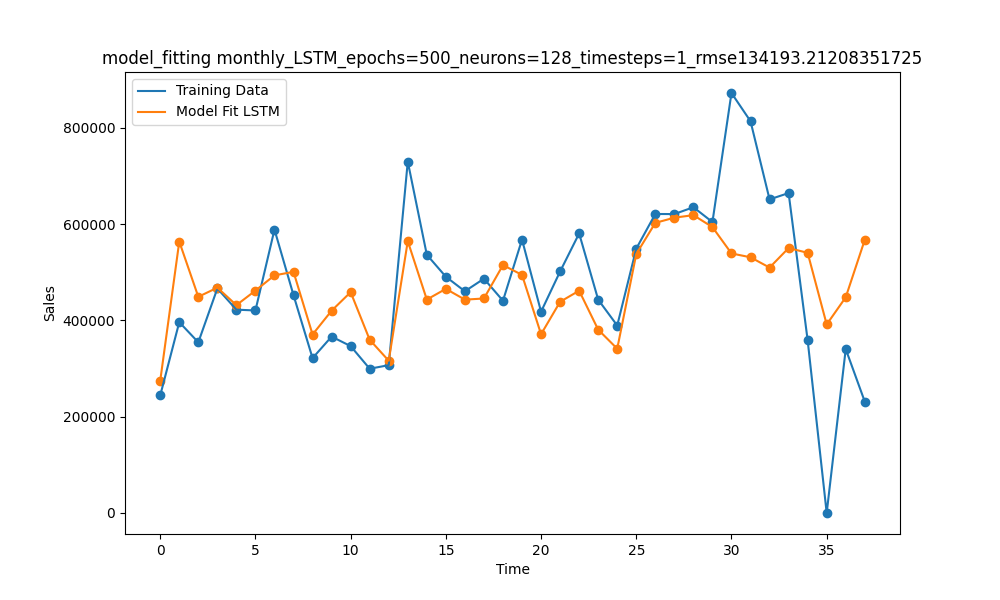 model_fitting monthly_LSTM_epochs=500_neurons=128_timesteps=1_rmse134193.21208351725
Training Data
Model Fit LSTM
800000
600000
400000
200000
0
Sales
0 5 10 15 20 25 30 35
Time